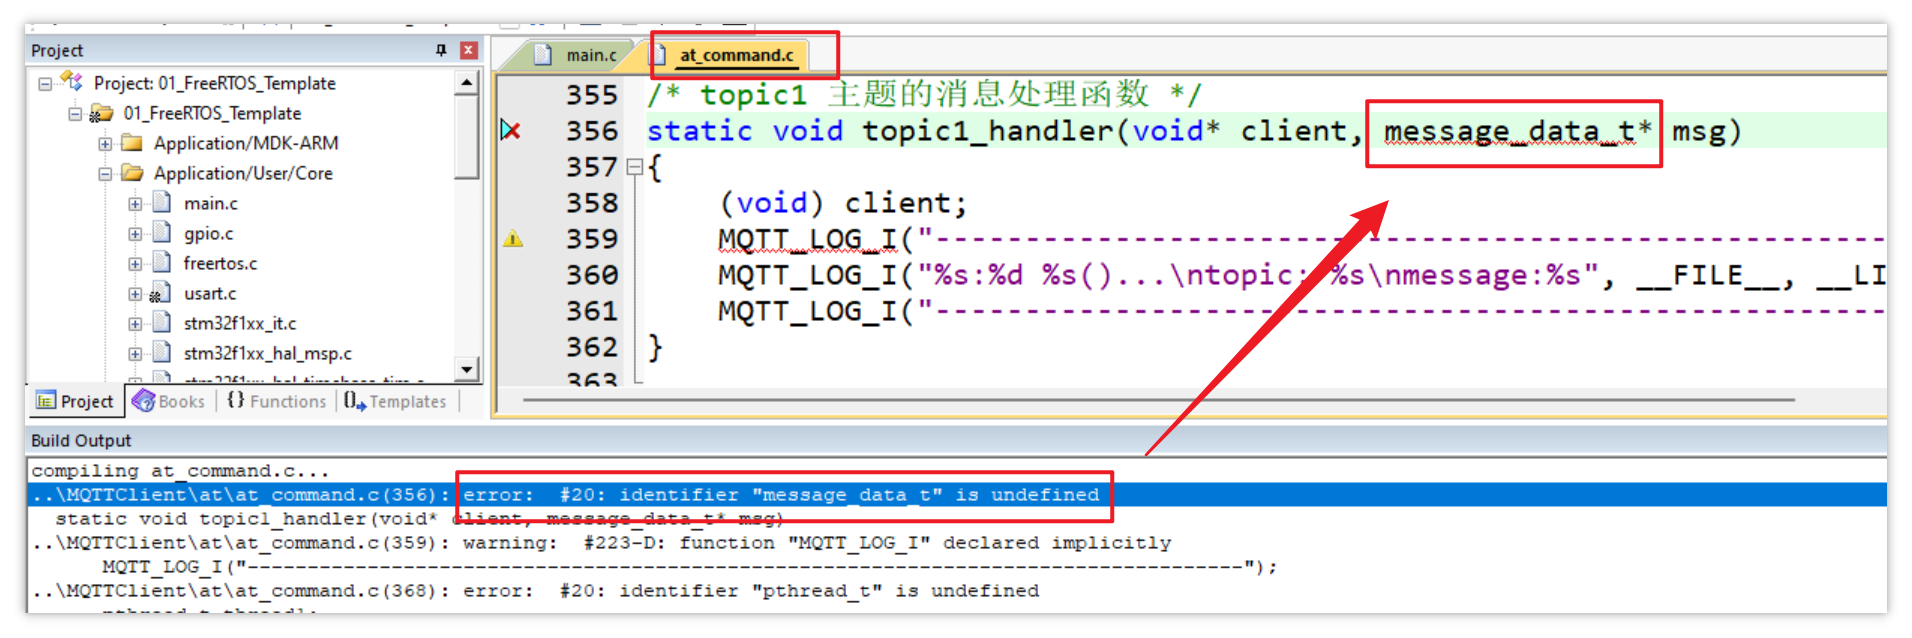 Project
Project: 01_FreeRTOS_Template
01_FreeRTOS_Template
Application/MDK-ARM
Application/User/Core
main.c
gpio.c
freertos.c
usart.c
stm32f1xx_it.c
stm32f1xx_hal_msp.c
Project Books {} Functions Templates
main.c at_command.c
355 /* topic1 主题的消息处理函数 */
356 static void topic1_handler(void* client, message_data_t* msg)
357 {
358 (void) client;
359 MQTT_LOG_I("-----------------------------------------------------
360 MQTT_LOG_I("%s:%d %s()...\ntopic: %s\nmessage:%s", __FILE__, __LI
361 MQTT_LOG_I("-----------------------------------------------------
362 }
363
Build Output
compiling at_command.c...
..\MQTTClient\at\at_command.c(356): error:  #20: identifier "message_data_t" is undefined
static void topic1_handler(void* client, message_data_t* msg)
..\MQTTClient\at\at_command.c(359): warning:  #223-D: function "MQTT_LOG_I" declared implicitly
MQTT_LOG_I("-----------------------------------------------------------------------------------");
..\MQTTClient\at\at_command.c(368): error:  #20: identifier "pthread_t" is undefined